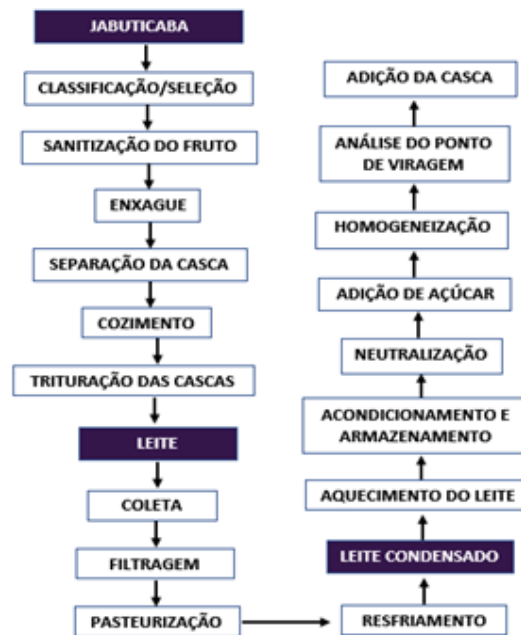 JABUTICABA
CLASSIFICAÇÃO/SELEÇÃO
SANITIZAÇÃO DO FRUTO
ENXAGUE
SEPARAÇÃO DA CASCA
COZIMENTO
TRITURAÇÃO DAS CASCAS
LEITE
COLETA
FILTRAGEM
PASTEURIZAÇÃO
RESFRIAMENTO
LEITE CONDENSADO
AQUECIMENTO DO LEITE
ACONDICIONAMENTO E
ARMAZENAMENTO
NEUTRALIZAÇÃO
ADIÇÃO DE AÇÚCAR
HOMOGENEIZAÇÃO
ANÁLISE DO PONTO
DE VIRAGEM
ADIÇÃO DA CASCA